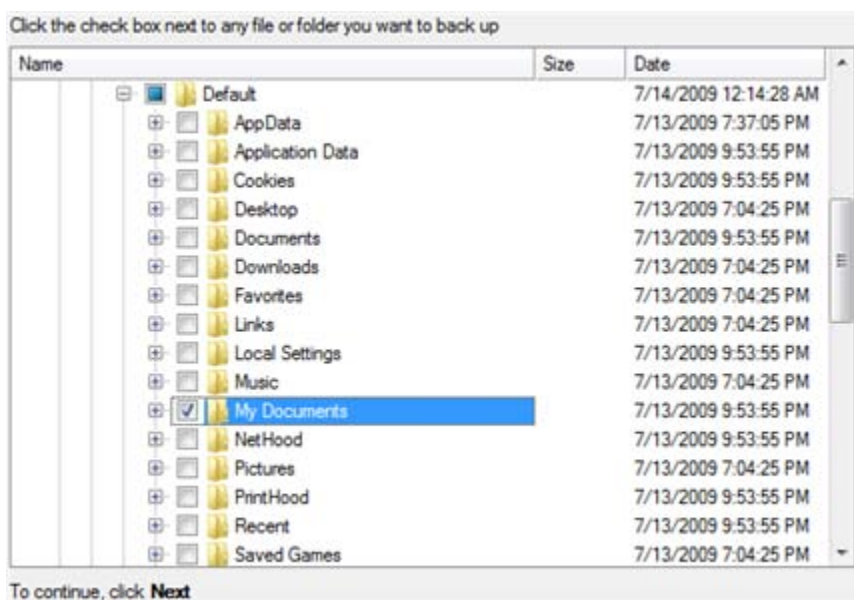 Click the check box next to any file or folder you want to back up
Name Size Date
Default 7/14/2009 12:14:28 AM
AppData 7/13/2009 7:37:05 PM
Application Data 7/13/2009 9:53:55 PM
Cookies 7/13/2009 9:53:55 PM
Desktop 7/13/2009 7:04:25 PM
Documents 7/13/2009 9:53:55 PM
Downloads 7/13/2009 7:04:25 PM
Favorites 7/13/2009 7:04:25 PM
Links 7/13/2009 7:04:25 PM
Local Settings 7/13/2009 9:53:55 PM
Music 7/13/2009 7:04:25 PM
My Documents 7/13/2009 9:53:55 PM
NetHood 7/13/2009 9:53:55 PM
Pictures 7/13/2009 7:04:25 PM
PrintHood 7/13/2009 9:53:55 PM
Recent 7/13/2009 9:53:55 PM
Saved Games 7/13/2009 7:04:25 PM
To continue, click Next